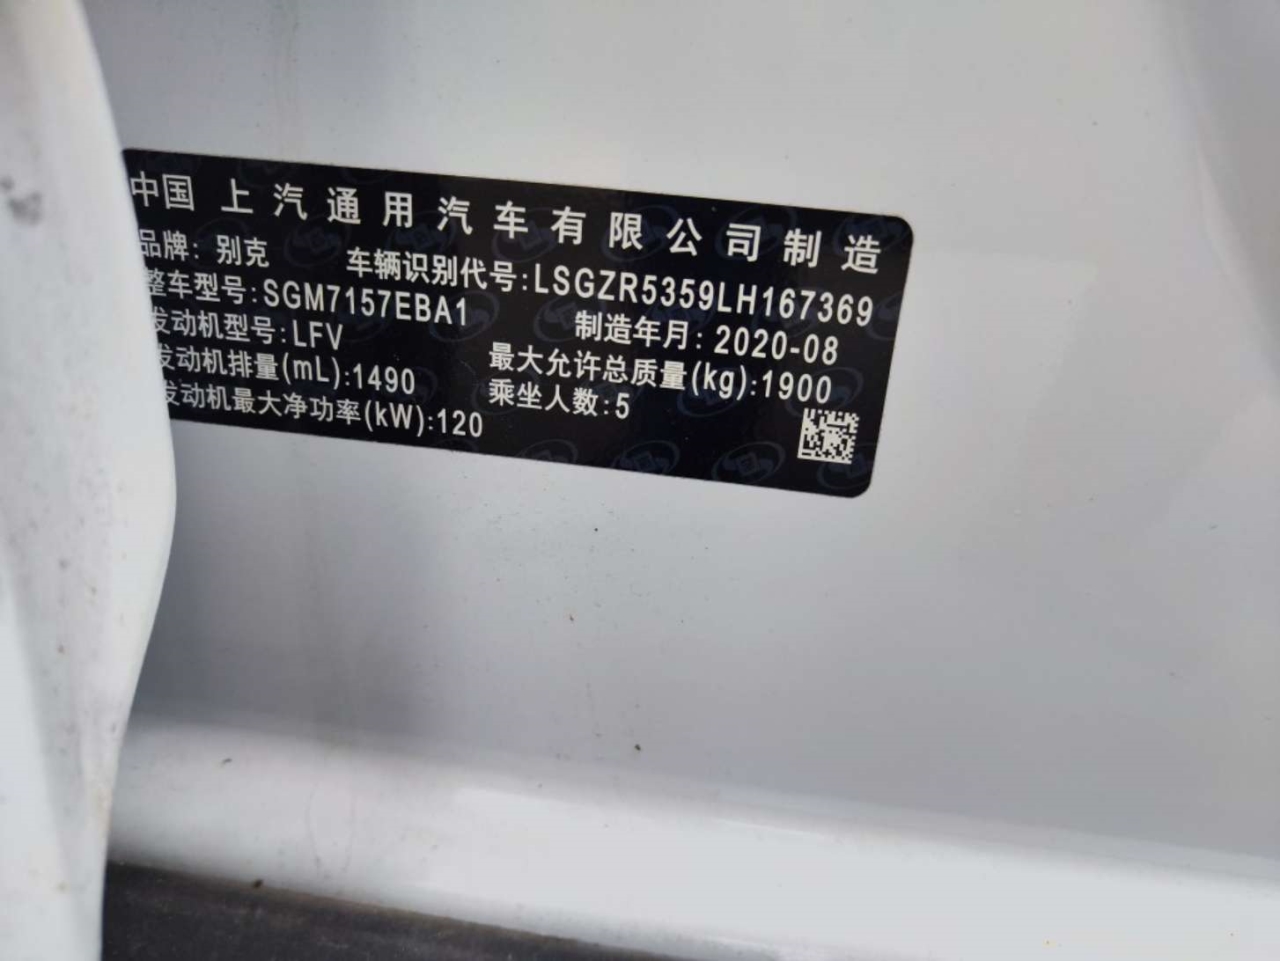 中国 上汽通用汽车有限公司制造
品牌: 别克 车辆识别代号:LSGZR5359LH167369
整车型号:SGM7157EBA1 制造年月: 2020-08
发动机型号:LFV 最大允许总质量(kg):1900
发动机排量(mL):1490 乘坐人数:5
发动机最大净功率(kW):120